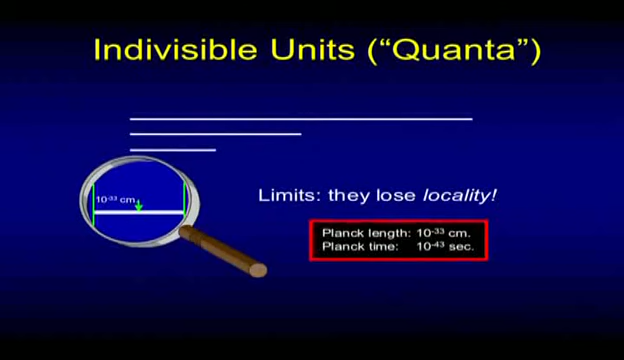 Indivisible Units (“Quanta”)
10⁻³³ cm.
Limits: they lose locality!
Planck length: 10⁻³³ cm.
Planck time: 10⁻⁴³ sec.